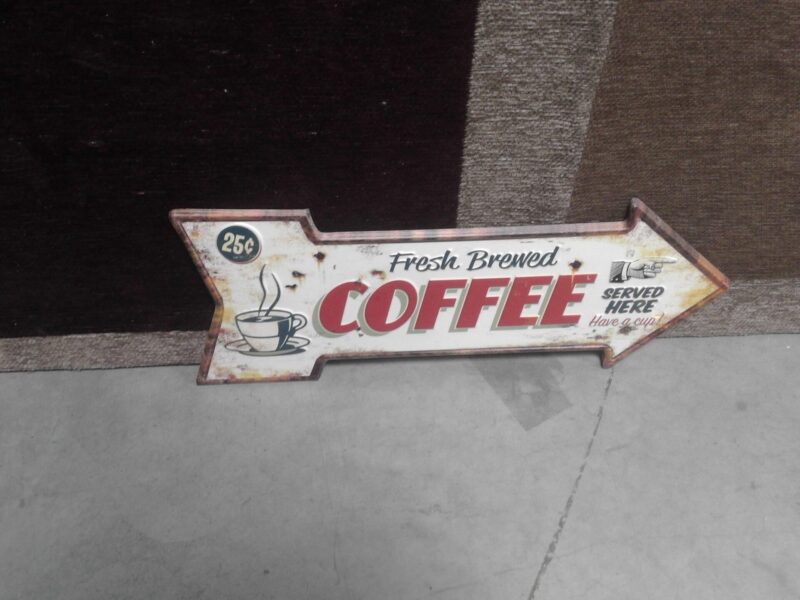 25¢
Fresh Brewed
COFFEE
SERVED
HERE
Have a cup!